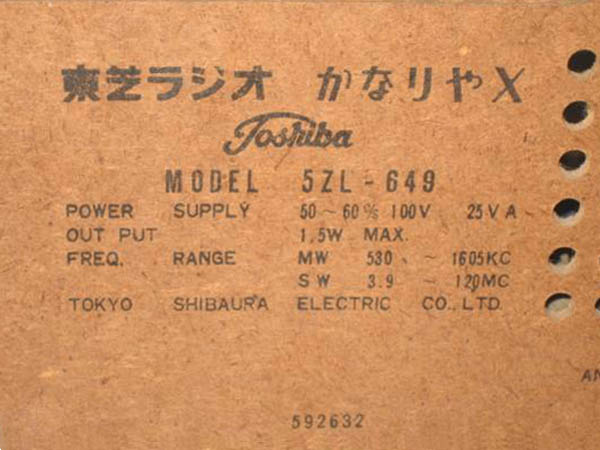 東芝ラジオ かなりやX
Toshiba
MODEL 5ZL-649
POWER SUPPLY 50~60% 100V 25VA
OUT PUT 1.5W MAX.
FREQ. RANGE MW 530 ~ 1605KC
SW 3.9 ~ 120MC
TOKYO SHIBAURA ELECTRIC CO., LTD.
AN
592632